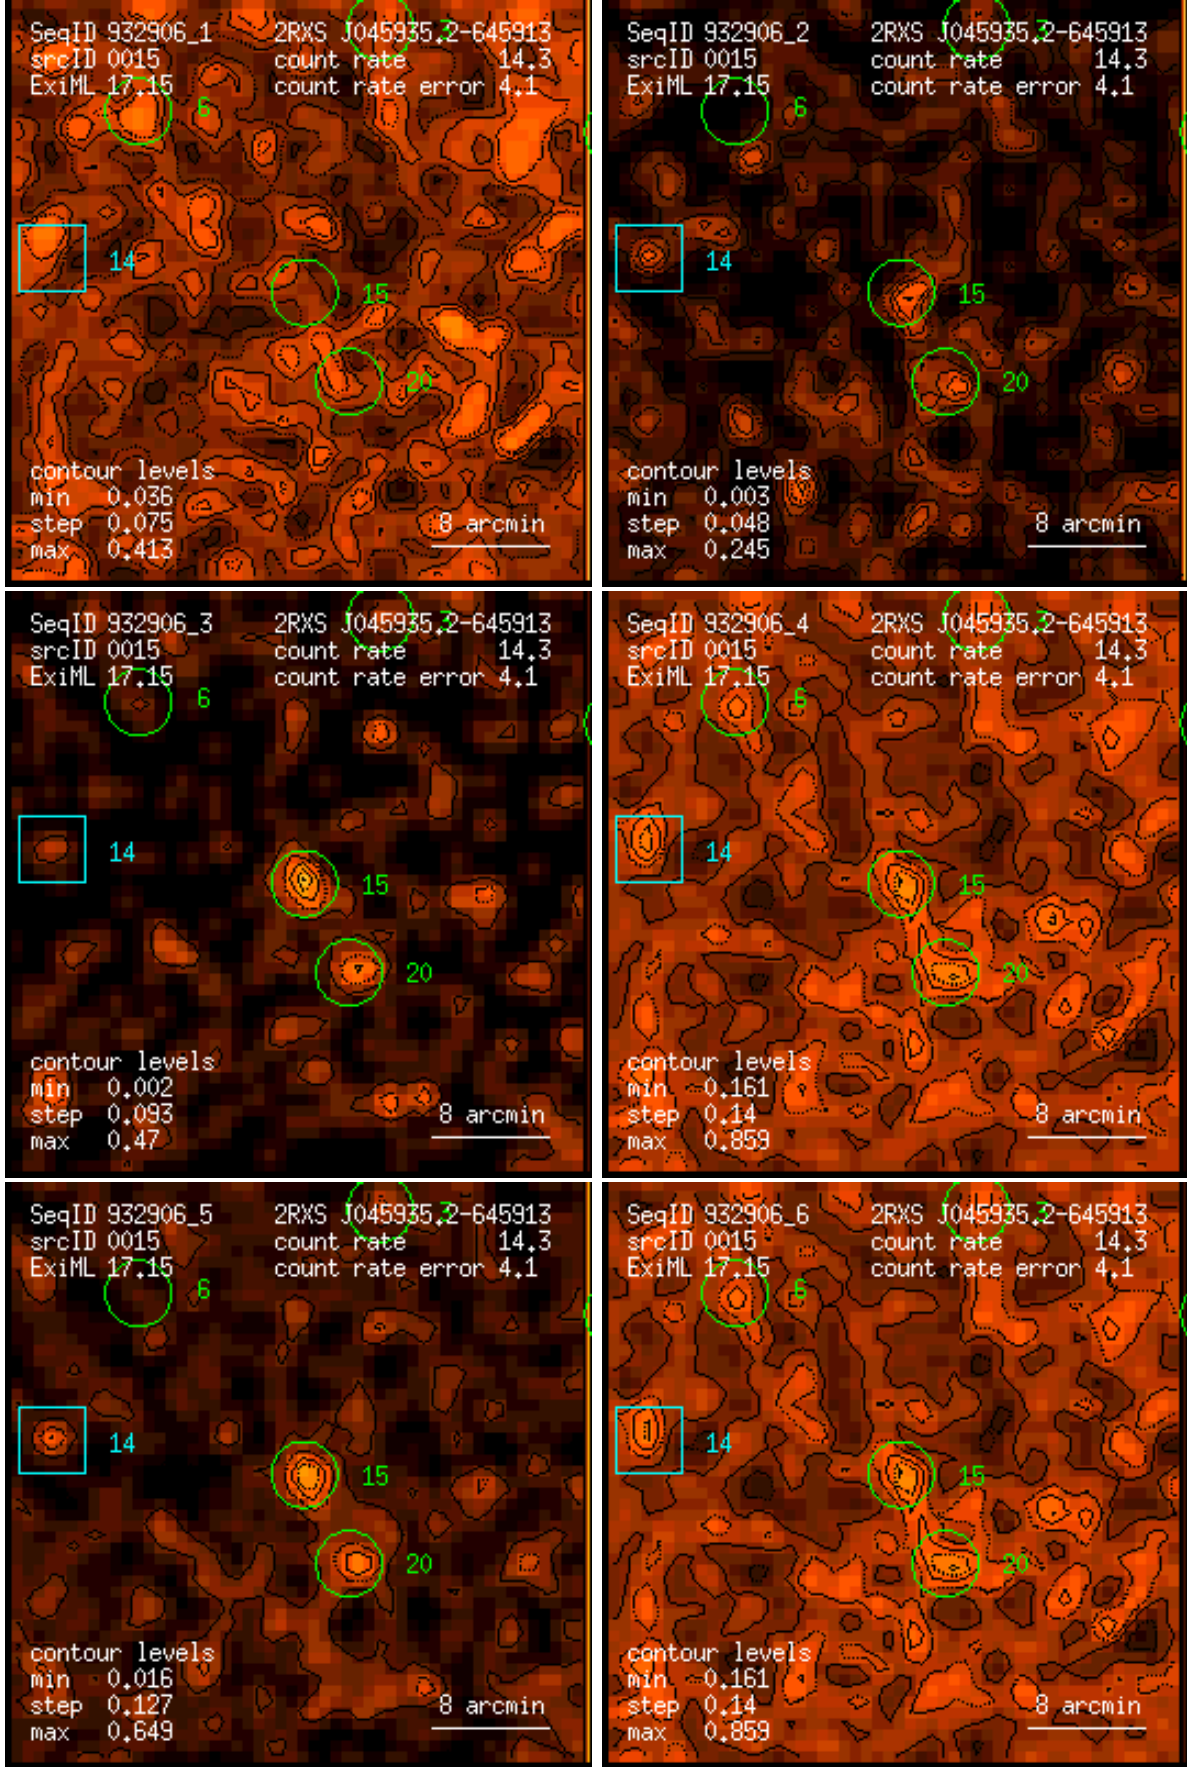 SeqID 932906_1 2RXS J045935.2-645913
3
srcID 0015 count rate 14.3
ExiML 17.15 count rate error 4.1
6
14
15
20
contour levels
min 0.036
step 0.075 8 arcmin
max 0.413
SeqID 932906_2 2RXS J045935.2-645913
3
srcID 0015 count rate 14.3
ExiML 17.15 count rate error 4.1
6
14
15
20
contour levels
min 0.003
step 0.048 8 arcmin
max 0.245
SeqID 932906_3 2RXS J045935.2-645913
3
srcID 0015 count rate 14.3
ExiML 17.15 count rate error 4.1
6
14
15
20
contour levels
min 0.002
step 0.093 8 arcmin
max 0.47
SeqID 932906_4 2RXS J045935.2-645913
3
srcID 0015 count rate 14.3
ExiML 17.15 count rate error 4.1
6
14
15
20
contour levels
min 0.161
step 0.14 8 arcmin
max 0.859
SeqID 932906_5 2RXS J045935.2-645913
3
srcID 0015 count rate 14.3
ExiML 17.15 count rate error 4.1
6
14
15
20
contour levels
min 0.016
step 0.127 8 arcmin
max 0.649
SeqID 932906_6 2RXS J045935.2-645913
3
srcID 0015 count rate 14.3
ExiML 17.15 count rate error 4.1
6
14
15
20
contour levels
min 0.161
step 0.14 8 arcmin
max 0.859